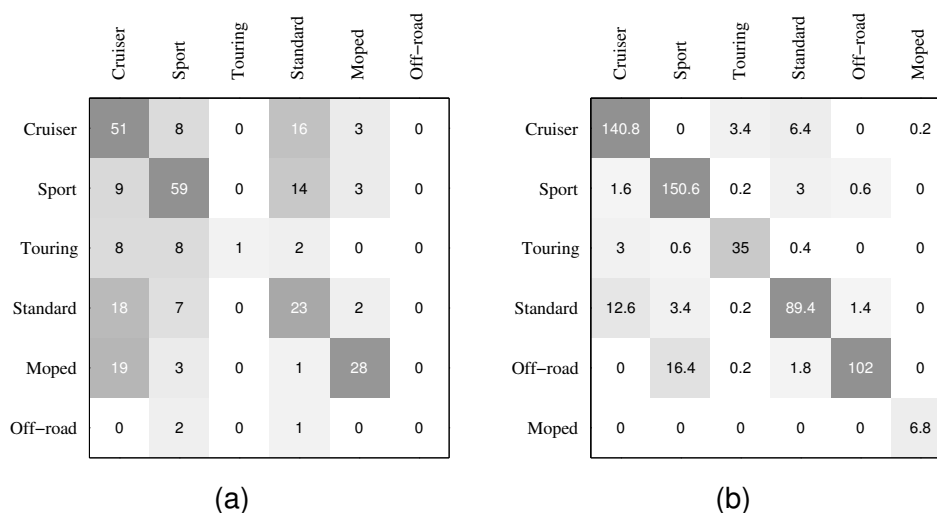 Cruiser Sport Touring Standard Moped Off-road
Cruiser 51 8 0 16 3 0
Sport 9 59 0 14 3 0
Touring 8 8 1 2 0 0
Standard 18 7 0 23 2 0
Moped 19 3 0 1 28 0
Off-road 0 2 0 1 0 0
(a)
Cruiser Sport Touring Standard Off-road Moped
Cruiser 140.8 0 3.4 6.4 0 0.2
Sport 1.6 150.6 0.2 3 0.6 0
Touring 3 0.6 35 0.4 0 0
Standard 12.6 3.4 0.2 89.4 1.4 0
Off-road 0 16.4 0.2 1.8 102 0
Moped 0 0 0 0 0 6.8
(b)